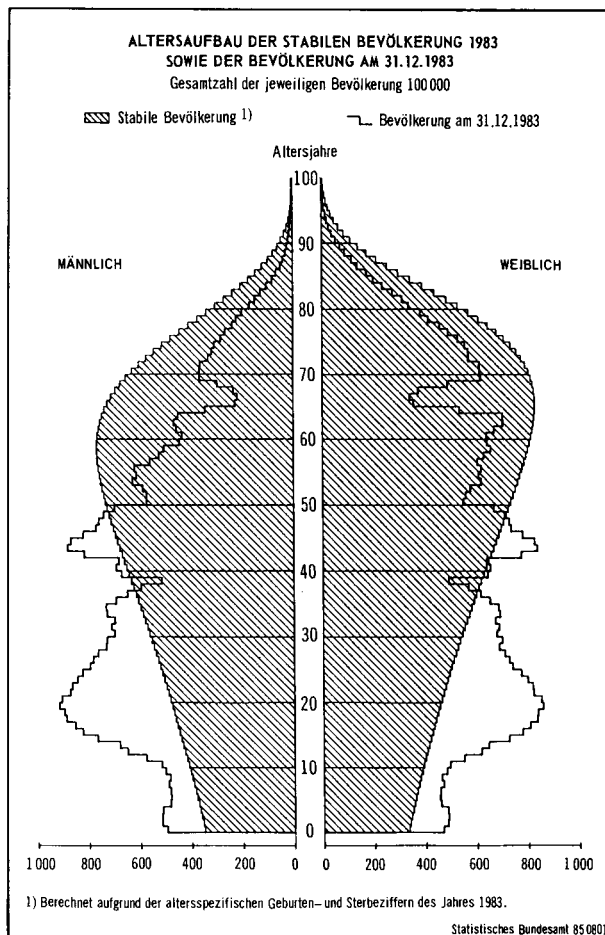 ALTERSAUFBAU DER STABILEN BEVÖLKERUNG 1983
SOWIE DER BEVÖLKERUNG AM 31.12.1983
Gesamtzahl der jeweiligen Bevölkerung 100 000
Stabile Bevölkerung 1)
Bevölkerung am 31.12.1983
Altersjahre
100
90
MÄNNLICH
WEIBLICH
80
70
60
50
40
30
20
10
0
1 000 800 600 400 200 0
0 200 400 600 800 1 000
1) Berechnet aufgrund der altersspezifischen Geburten- und Sterbeziffern des Jahres 1983.
Statistisches Bundesamt 85 0801